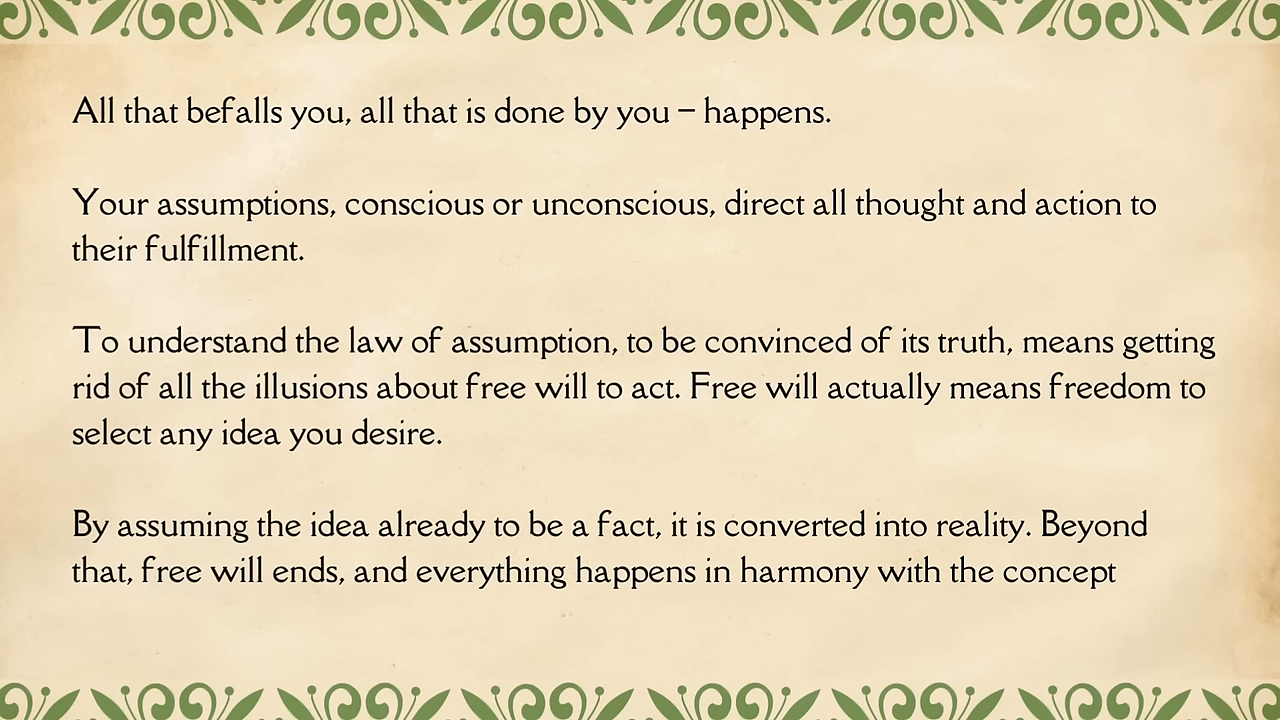 All that befalls you, all that is done by you – happens.
Your assumptions, conscious or unconscious, direct all thought and action to
their fulfillment.
To understand the law of assumption, to be convinced of its truth, means getting
rid of all the illusions about free will to act. Free will actually means freedom to
select any idea you desire.
By assuming the idea already to be a fact, it is converted into reality. Beyond
that, free will ends, and everything happens in harmony with the concept